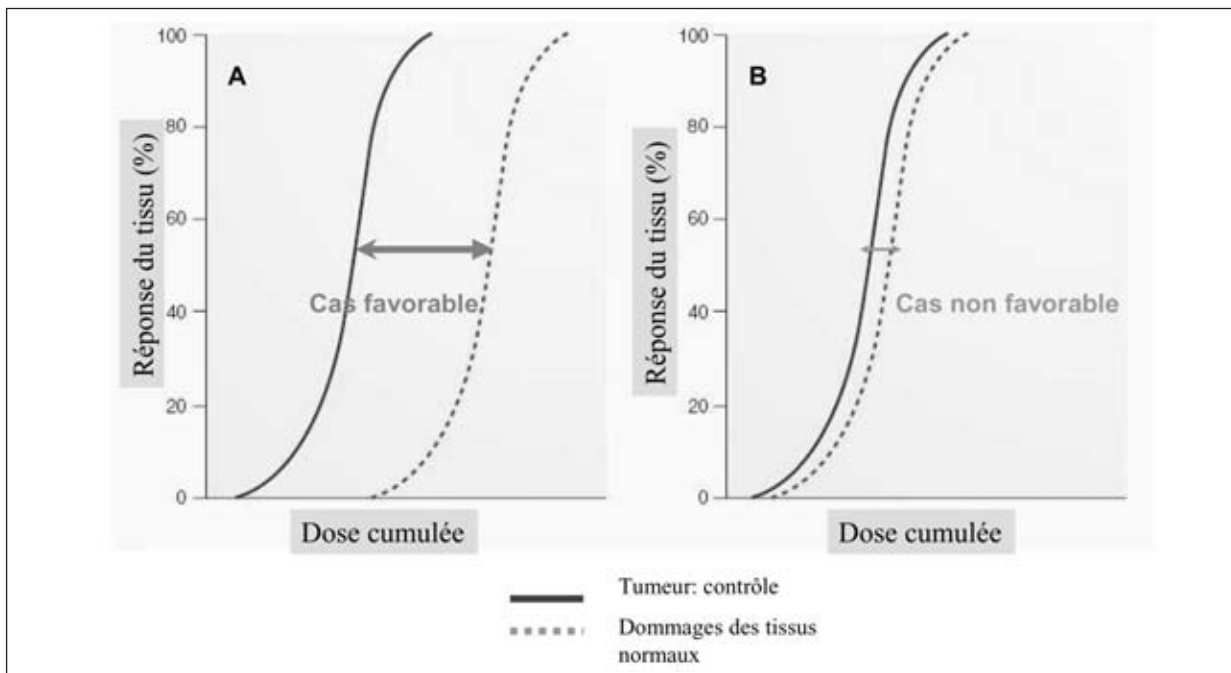 A
Réponse du tissu (%)
100
80
60
40
20
0
Cas favorable
Dose cumulée
B
Réponse du tissu (%)
100
80
60
40
20
0
Cas non favorable
Dose cumulée
Tumeur: contrôle
Dommages des tissus
normaux